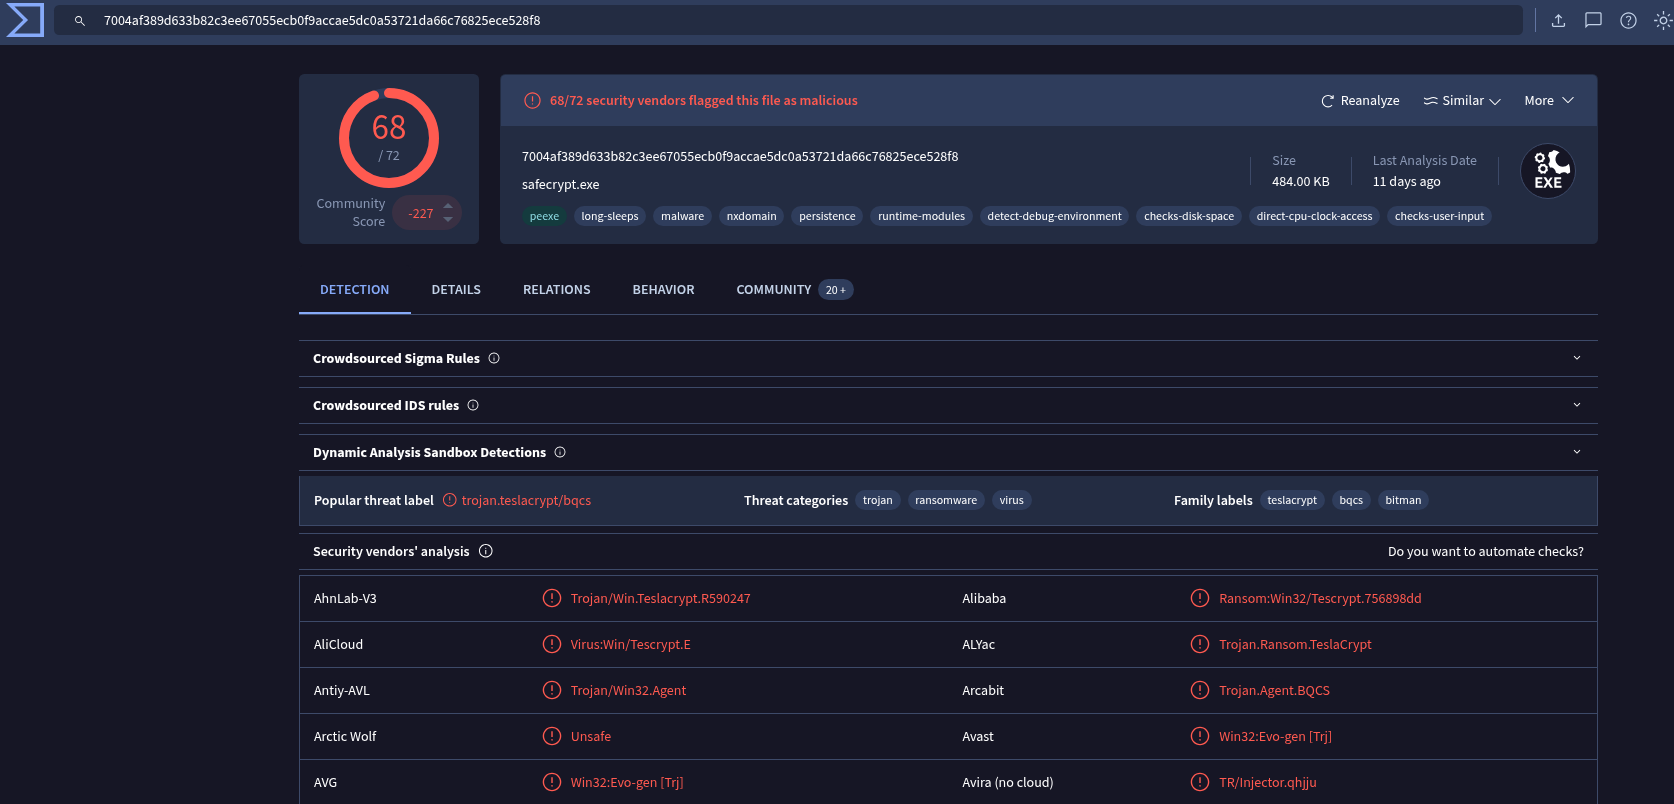 7004af389d633b82c3ee67055ecb0f9accae5dc0a53721da66c76825ece528f8
68
/ 72
Community
Score
-227
68/72 security vendors flagged this file as malicious
Reanalyze
Similar
More
7004af389d633b82c3ee67055ecb0f9accae5dc0a53721da66c76825ece528f8
safecrypt.exe
Size
484.00 KB
Last Analysis Date
11 days ago
EXE
peexe long-sleeps malware nxdomain persistence runtime-modules detect-debug-environment checks-disk-space direct-cpu-clock-access checks-user-input
DETECTION DETAILS RELATIONS BEHAVIOR COMMUNITY 20 +
Crowdsourced Sigma Rules
Crowdsourced IDS rules
Dynamic Analysis Sandbox Detections
Popular threat label trojan.teslacrypt/bqcs Threat categories trojan ransomware virus Family labels teslacrypt bqcs bitman
Security vendors' analysis Do you want to automate checks?
AhnLab-V3 Trojan/Win.Teslacrypt.R590247 Alibaba Ransom:Win32/Tescrypt.756898dd
AliCloud Virus:Win/Tescrypt.E ALYac Trojan.Ransom.TeslaCrypt
Antiy-AVL Trojan/Win32.Agent Arcabit Trojan.Agent.BQCS
Arctic Wolf Unsafe Avast Win32:Evo-gen [Trj]
AVG Win32:Evo-gen [Trj] Avira (no cloud) TR/Injector.qhjju